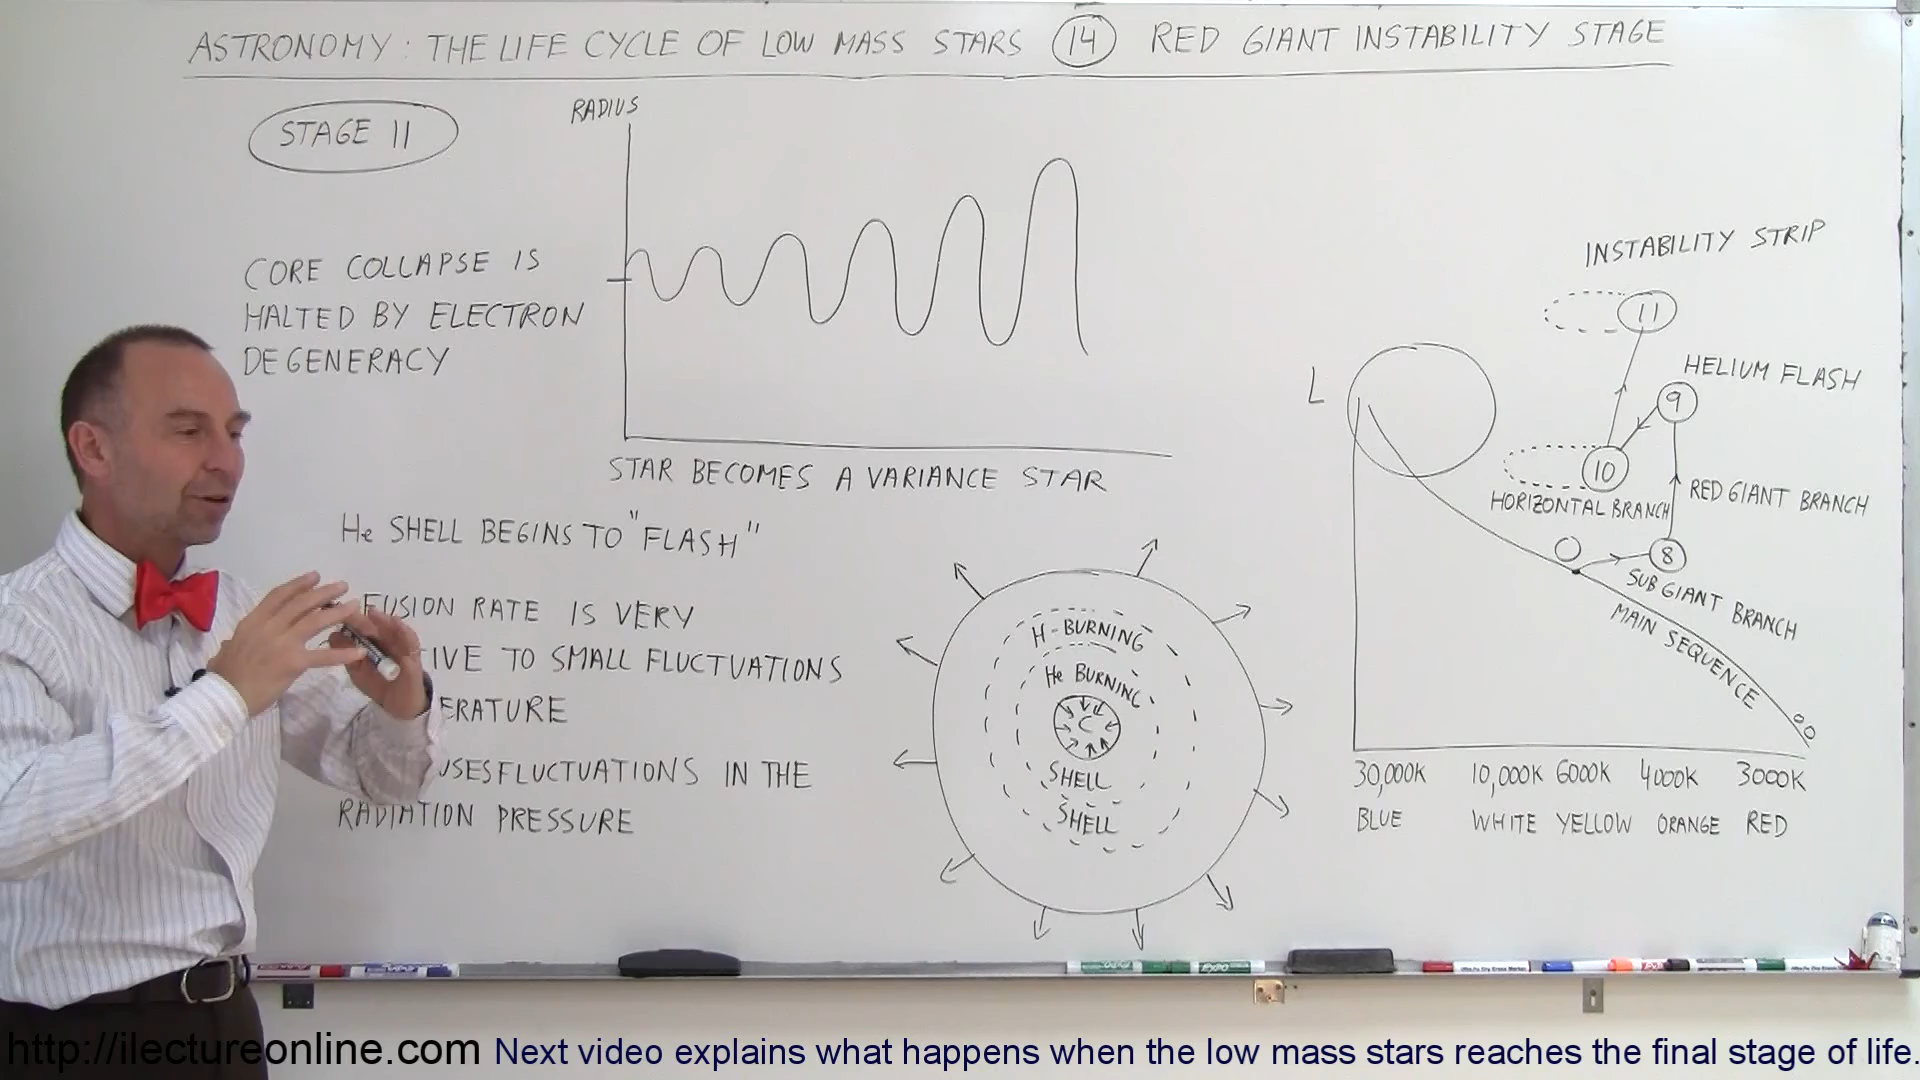 ASTRONOMY: THE LIFE CYCLE OF LOW MASS STARS 14 RED GIANT INSTABILITY STAGE
STAGE 11
RADIUS
CORE COLLAPSE IS
HALTED BY ELECTRON
DEGENERACY
STAR BECOMES A VARIANCE STAR
He SHELL BEGINS TO "FLASH"
FUSION RATE IS VERY
TO SMALL FLUCTUATIONS
FLUCTUATIONS IN THE
RADIATION PRESSURE
H-BURNING
He BURNING
C
SHELL
SHELL
INSTABILITY STRIP
11
HELIUM FLASH
L
9
10
HORIZONTAL BRANCH
RED GIANT BRANCH
8
SUB GIANT BRANCH
MAIN SEQUENCE
30,000K 10,000K 6000K 4000K 3000K
BLUE WHITE YELLOW ORANGE RED
http://ilectureonline.com Next video explains what happens when the low mass stars reaches the final stage of life.